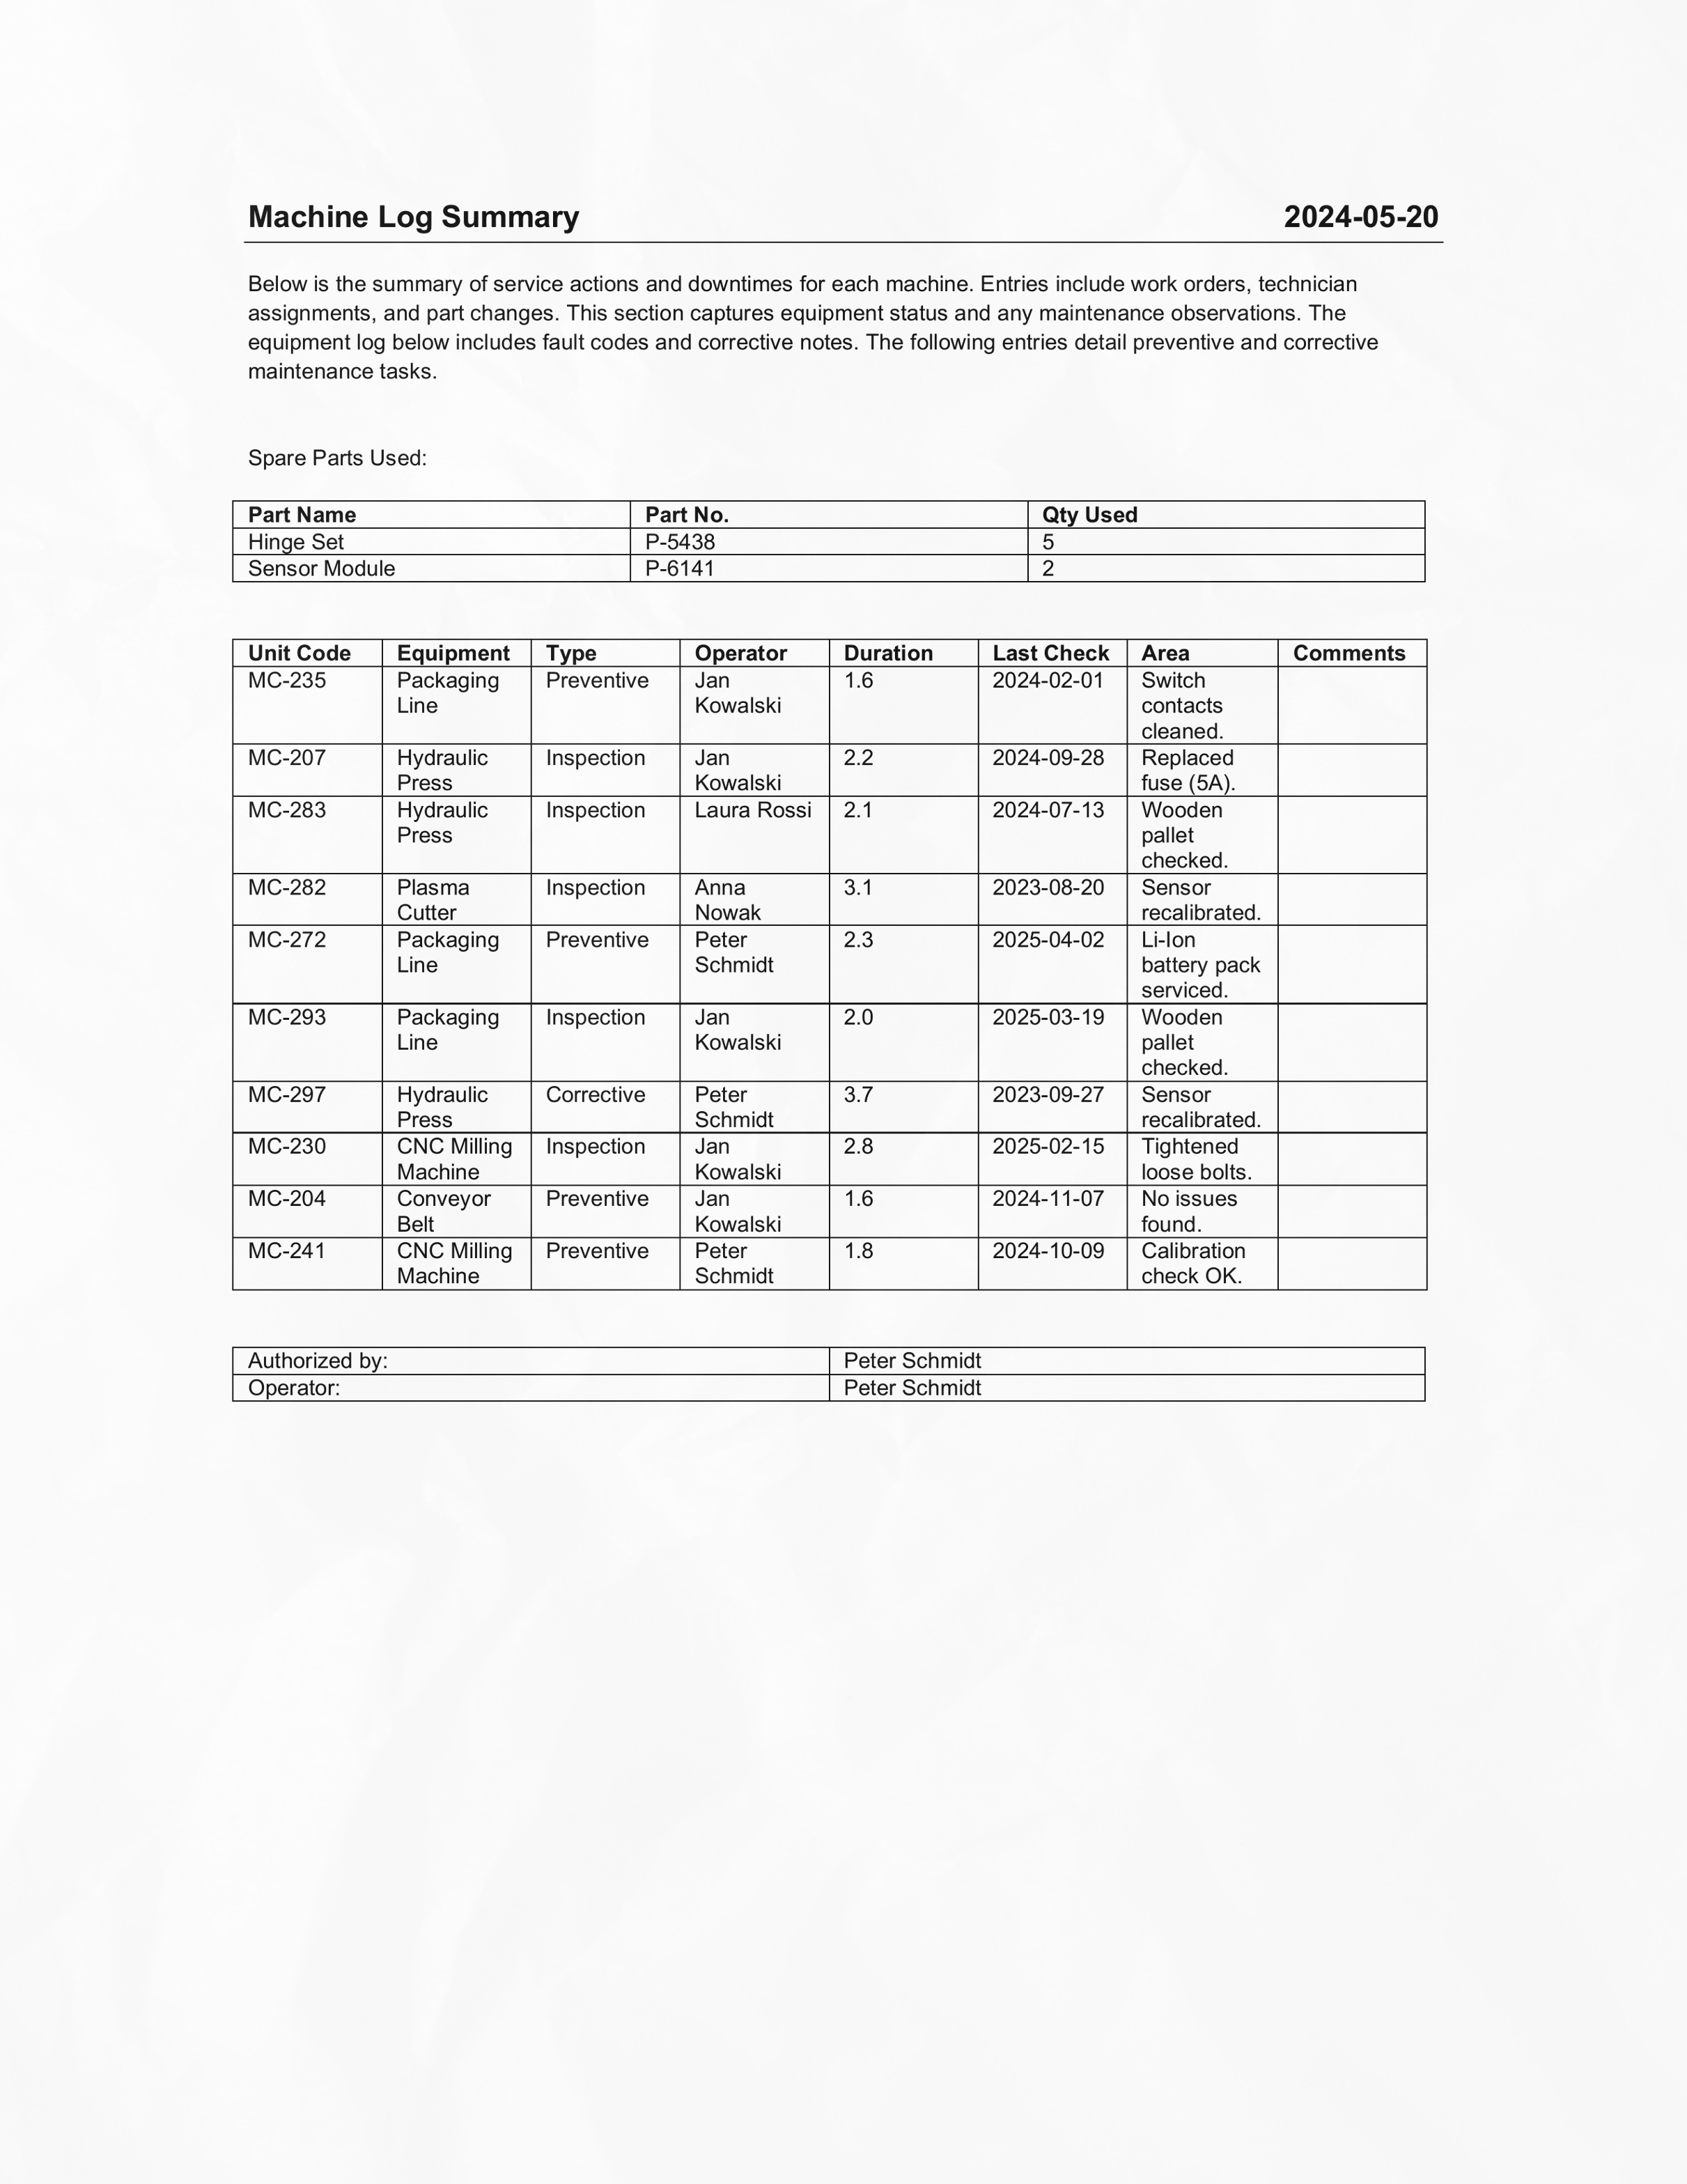 Machine Log Summary 2024-05-20
Below is the summary of service actions and downtimes for each machine. Entries include work orders, technician
assignments, and part changes. This section captures equipment status and any maintenance observations. The
equipment log below includes fault codes and corrective notes. The following entries detail preventive and corrective
maintenance tasks.
Spare Parts Used:
Part Name Part No. Qty Used
Hinge Set P-5438 5
Sensor Module P-6141 2
Unit Code Equipment Type Operator Duration Last Check Area Comments
MC-235 Packaging Preventive Jan 1.6 2024-02-01 Switch
Line Kowalski contacts
cleaned.
MC-207 Hydraulic Inspection Jan 2.2 2024-09-28 Replaced
Press Kowalski fuse (5A).
MC-283 Hydraulic Inspection Laura Rossi 2.1 2024-07-13 Wooden
Press pallet
checked.
MC-282 Plasma Inspection Anna 3.1 2023-08-20 Sensor
Cutter Nowak recalibrated.
MC-272 Packaging Preventive Peter 2.3 2025-04-02 Li-Ion
Line Schmidt battery pack
serviced.
MC-293 Packaging Inspection Jan 2.0 2025-03-19 Wooden
Line Kowalski pallet
checked.
MC-297 Hydraulic Corrective Peter 3.7 2023-09-27 Sensor
Press Schmidt recalibrated.
MC-230 CNC Milling Inspection Jan 2.8 2025-02-15 Tightened
Machine Kowalski loose bolts.
MC-204 Conveyor Preventive Jan 1.6 2024-11-07 No issues
Belt Kowalski found.
MC-241 CNC Milling Preventive Peter 1.8 2024-10-09 Calibration
Machine Schmidt check OK.
Authorized by: Peter Schmidt
Operator: Peter Schmidt